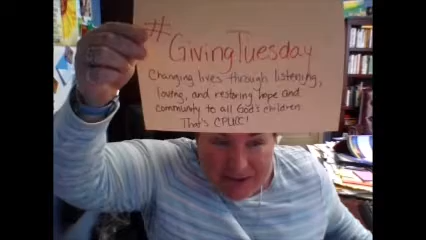 #GivingTuesday
Changing lives through listening,
loving, and restoring hope and
community to all God's children
That's CPUCC!